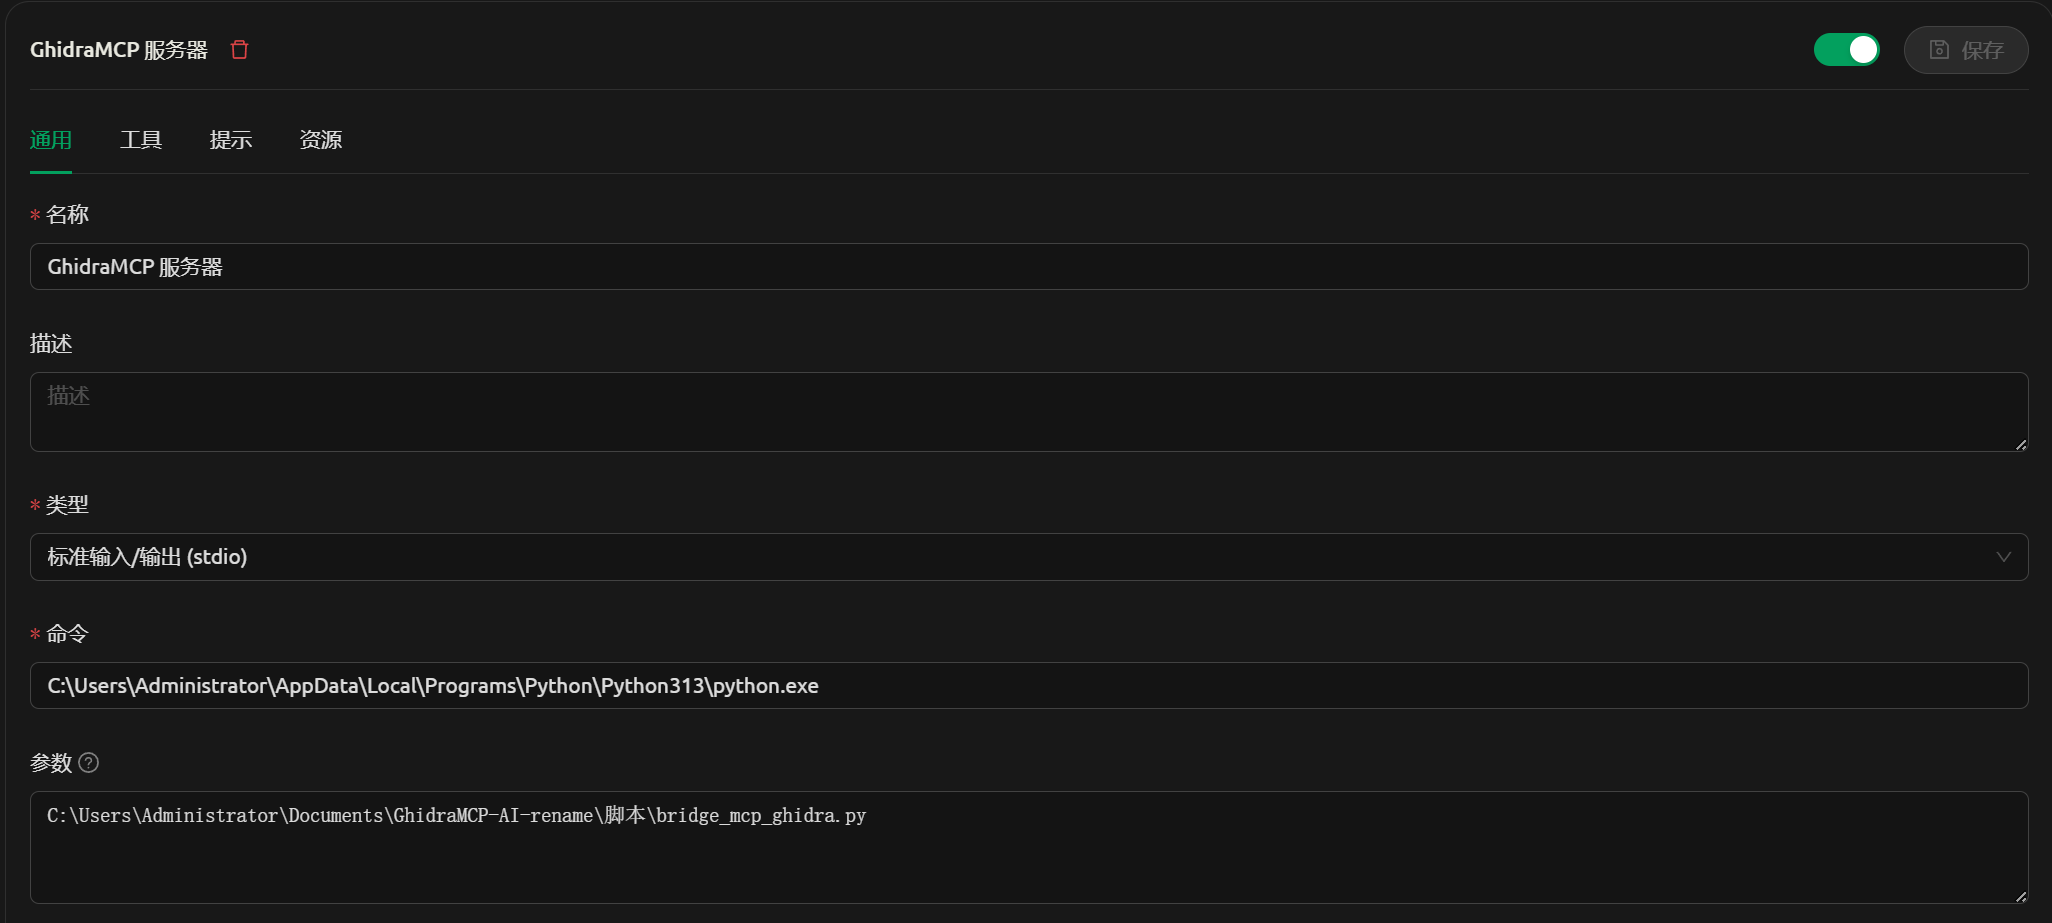 GhidraMCP 服务器
保存
通用 工具 提示 资源
* 名称
GhidraMCP 服务器
描述
描述
* 类型
标准输入/输出 (stdio)
* 命令
C:\Users\Administrator\AppData\Local\Programs\Python\Python313\python.exe
参数 ?
C:\Users\Administrator\Documents\GhidraMCP-AI-rename\脚本\bridge_mcp_ghidra.py